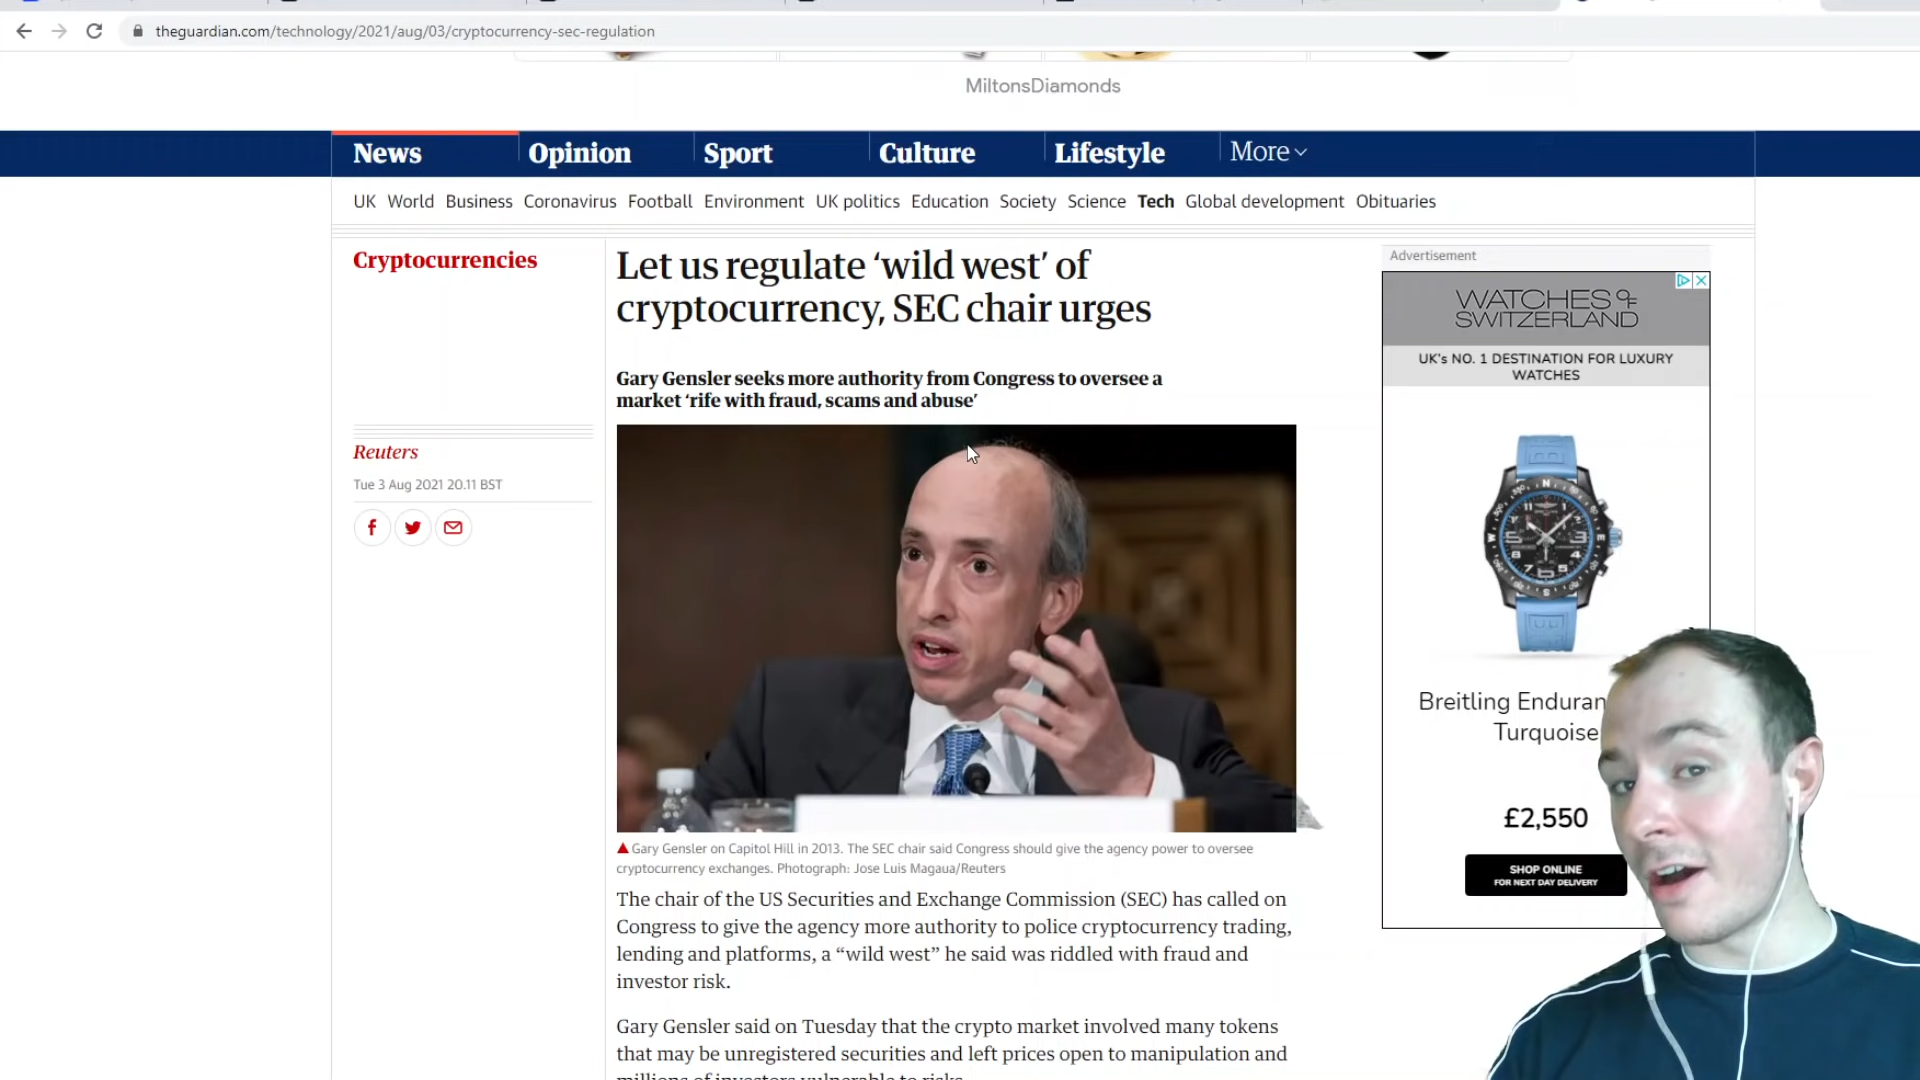 theguardian.com/technology/2021/aug/03/cryptocurrency-sec-regulation
MiltonsDiamonds
News Opinion Sport Culture Lifestyle More
UK World Business Coronavirus Football Environment UK politics Education Society Science Tech Global development Obituaries
Cryptocurrencies
Let us regulate ‘wild west’ of
cryptocurrency, SEC chair urges
Gary Gensler seeks more authority from Congress to oversee a
market ‘rife with fraud, scams and abuse’
Reuters
Tue 3 Aug 2021 20.11 BST
Gary Gensler on Capitol Hill in 2013. The SEC chair said Congress should give the agency power to oversee
cryptocurrency exchanges. Photograph: Jose Luis Magaua/Reuters
The chair of the US Securities and Exchange Commission (SEC) has called on
Congress to give the agency more authority to police cryptocurrency trading,
lending and platforms, a “wild west” he said was riddled with fraud and
investor risk.
Gary Gensler said on Tuesday that the crypto market involved many tokens
that may be unregistered securities and left prices open to manipulation and
millions of investors vulnerable to risks.
Advertisement
WATCHES OF
SWITZERLAND
UK's NO. 1 DESTINATION FOR LUXURY
WATCHES
Breitling Enduran
Turquoise
£2,550
SHOP ONLINE
FOR NEXT DAY DELIVERY